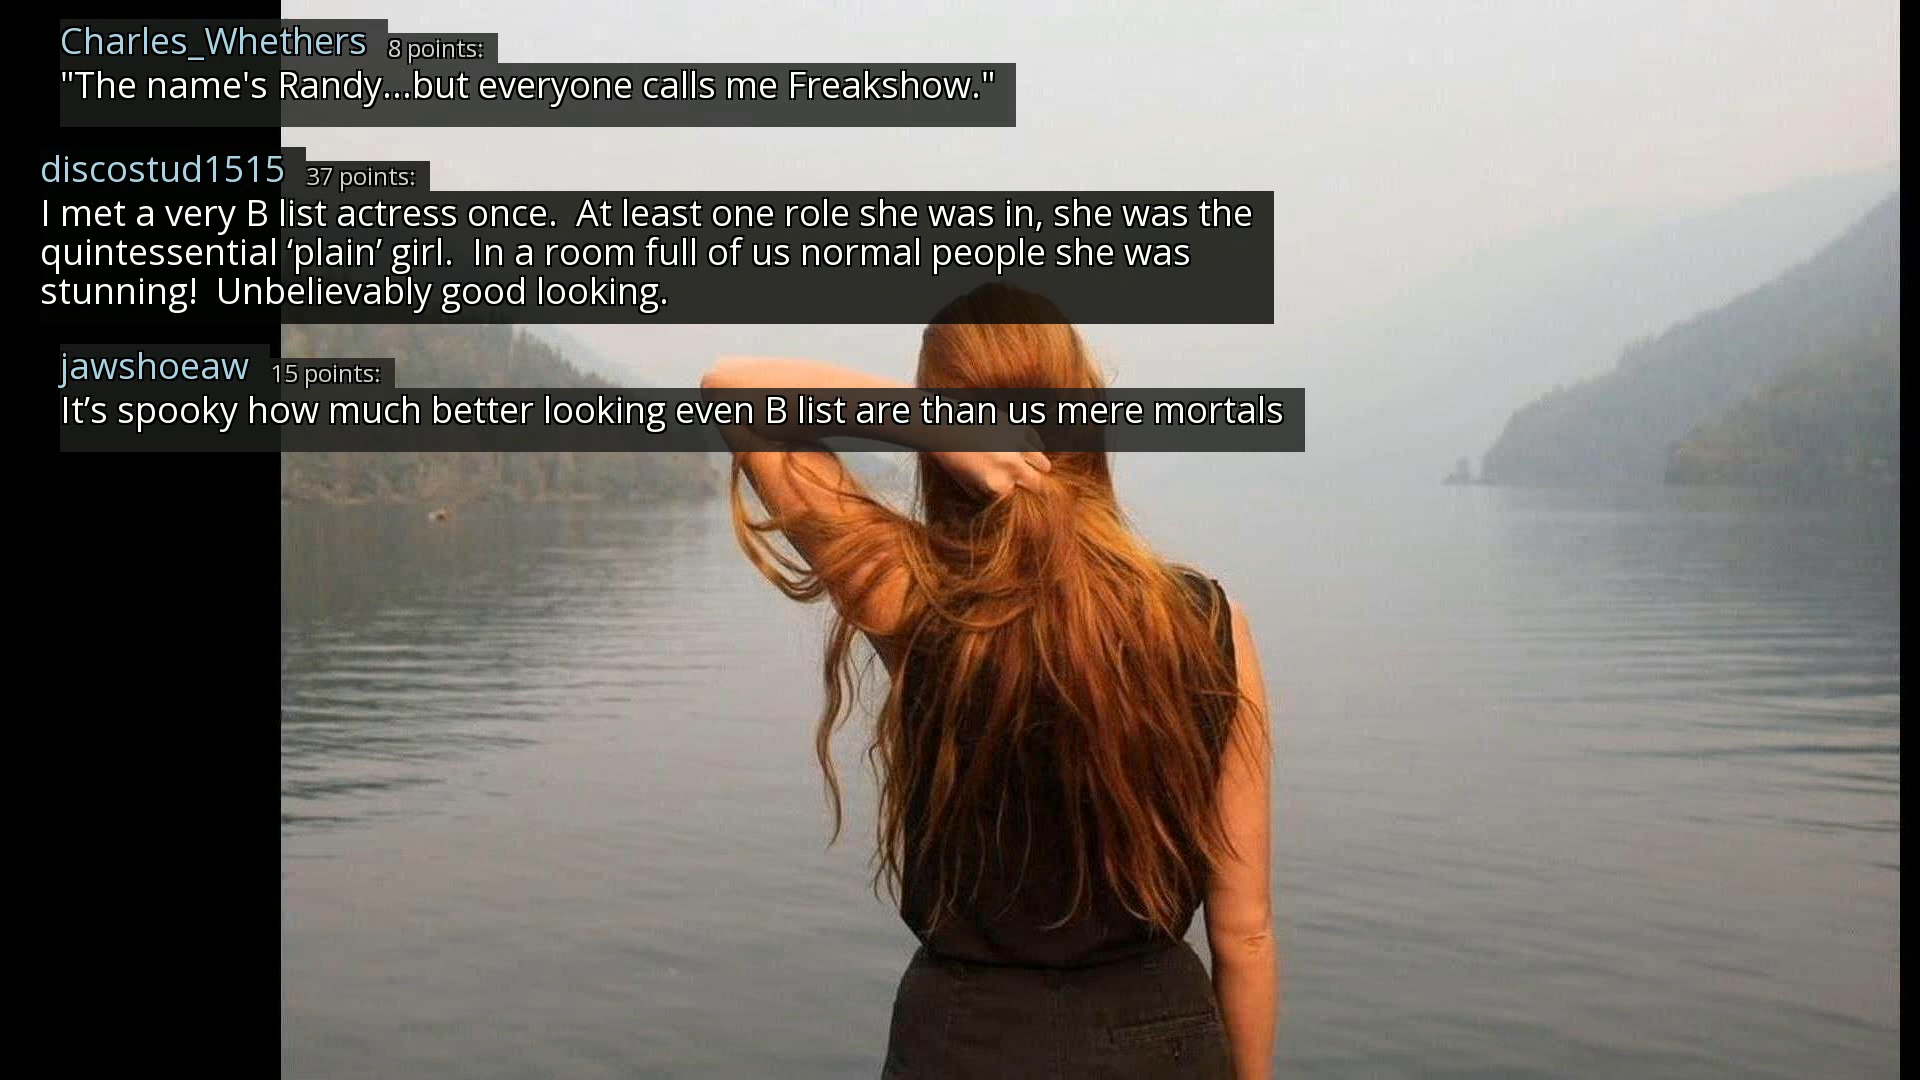 Charles_Whethers 8 points:
"The name's Randy...but everyone calls me Freakshow."
discostud1515 37 points:
I met a very B list actress once.  At least one role she was in, she was the
quintessential ‘plain’ girl.  In a room full of us normal people she was
stunning!  Unbelievably good looking.
jawshoeaw 15 points:
It’s spooky how much better looking even B list are than us mere mortals